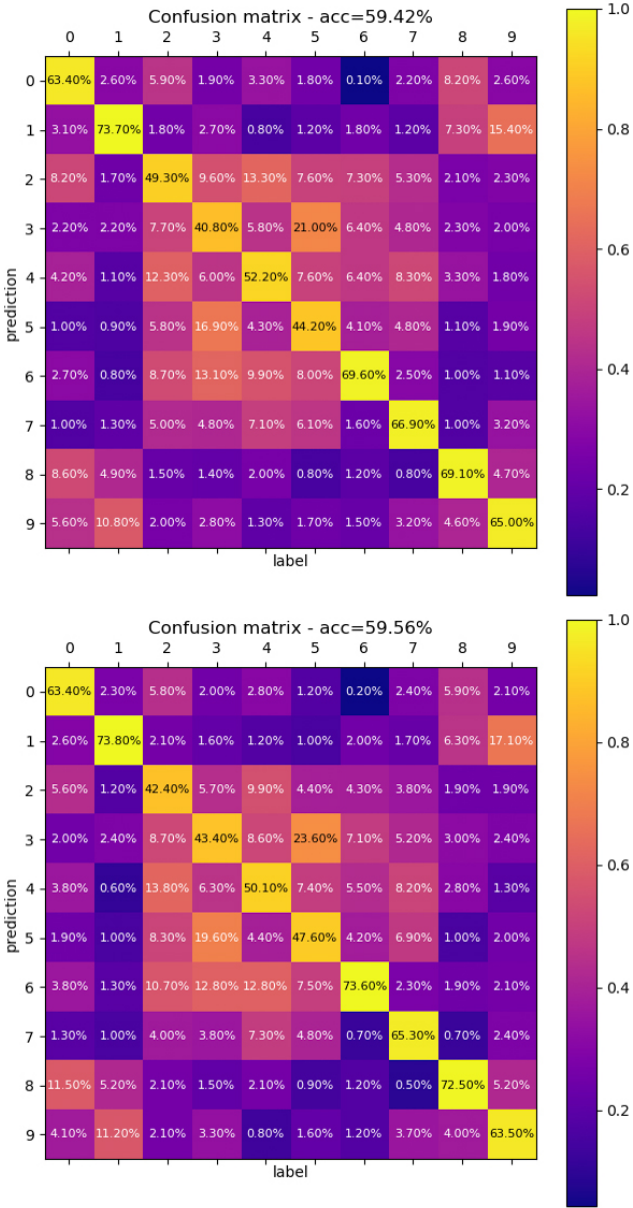 Confusion matrix - acc=59.42%
0 1 2 3 4 5 6 7 8 9
0 63.40% 2.60% 5.90% 1.90% 3.30% 1.80% 0.10% 2.20% 8.20% 2.60%
1 3.10% 73.70% 1.80% 2.70% 0.80% 1.20% 1.80% 1.20% 7.30% 15.40%
2 8.20% 1.70% 49.30% 9.60% 13.30% 7.60% 7.30% 5.30% 2.10% 2.30%
3 2.20% 2.20% 7.70% 40.80% 5.80% 21.00% 6.40% 4.80% 2.30% 2.00%
4 4.20% 1.10% 12.30% 6.00% 52.20% 7.60% 6.40% 8.30% 3.30% 1.80%
5 1.00% 0.90% 5.80% 16.90% 4.30% 44.20% 4.10% 4.80% 1.10% 1.90%
6 2.70% 0.80% 8.70% 13.10% 9.90% 8.00% 69.60% 2.50% 1.00% 1.10%
7 1.00% 1.30% 5.00% 4.80% 7.10% 6.10% 1.60% 66.90% 1.00% 3.20%
8 8.60% 4.90% 1.50% 1.40% 2.00% 0.80% 1.20% 0.80% 69.10% 4.70%
9 5.60% 10.80% 2.00% 2.80% 1.30% 1.70% 1.50% 3.20% 4.60% 65.00%
prediction
label
1.0
0.8
0.6
0.4
0.2
Confusion matrix - acc=59.56%
0 1 2 3 4 5 6 7 8 9
0 63.40% 2.30% 5.80% 2.00% 2.80% 1.20% 0.20% 2.40% 5.90% 2.10%
1 2.60% 73.80% 2.10% 1.60% 1.20% 1.00% 2.00% 1.70% 6.30% 17.10%
2 5.60% 1.20% 42.40% 5.70% 9.90% 4.40% 4.30% 3.80% 1.90% 1.90%
3 2.00% 2.40% 8.70% 43.40% 8.60% 23.60% 7.10% 5.20% 3.00% 2.40%
4 3.80% 0.60% 13.80% 6.30% 50.10% 7.40% 5.50% 8.20% 2.80% 1.30%
5 1.90% 1.00% 8.30% 19.60% 4.40% 47.60% 4.20% 6.90% 1.00% 2.00%
6 3.80% 1.30% 10.70% 12.80% 12.80% 7.50% 73.60% 2.30% 1.90% 2.10%
7 1.30% 1.00% 4.00% 3.80% 7.30% 4.80% 0.70% 65.30% 0.70% 2.40%
8 11.50% 5.20% 2.10% 1.50% 2.10% 0.90% 1.20% 0.50% 72.50% 5.20%
9 4.10% 11.20% 2.10% 3.30% 0.80% 1.60% 1.20% 3.70% 4.00% 63.50%
prediction
label
1.0
0.8
0.6
0.4
0.2